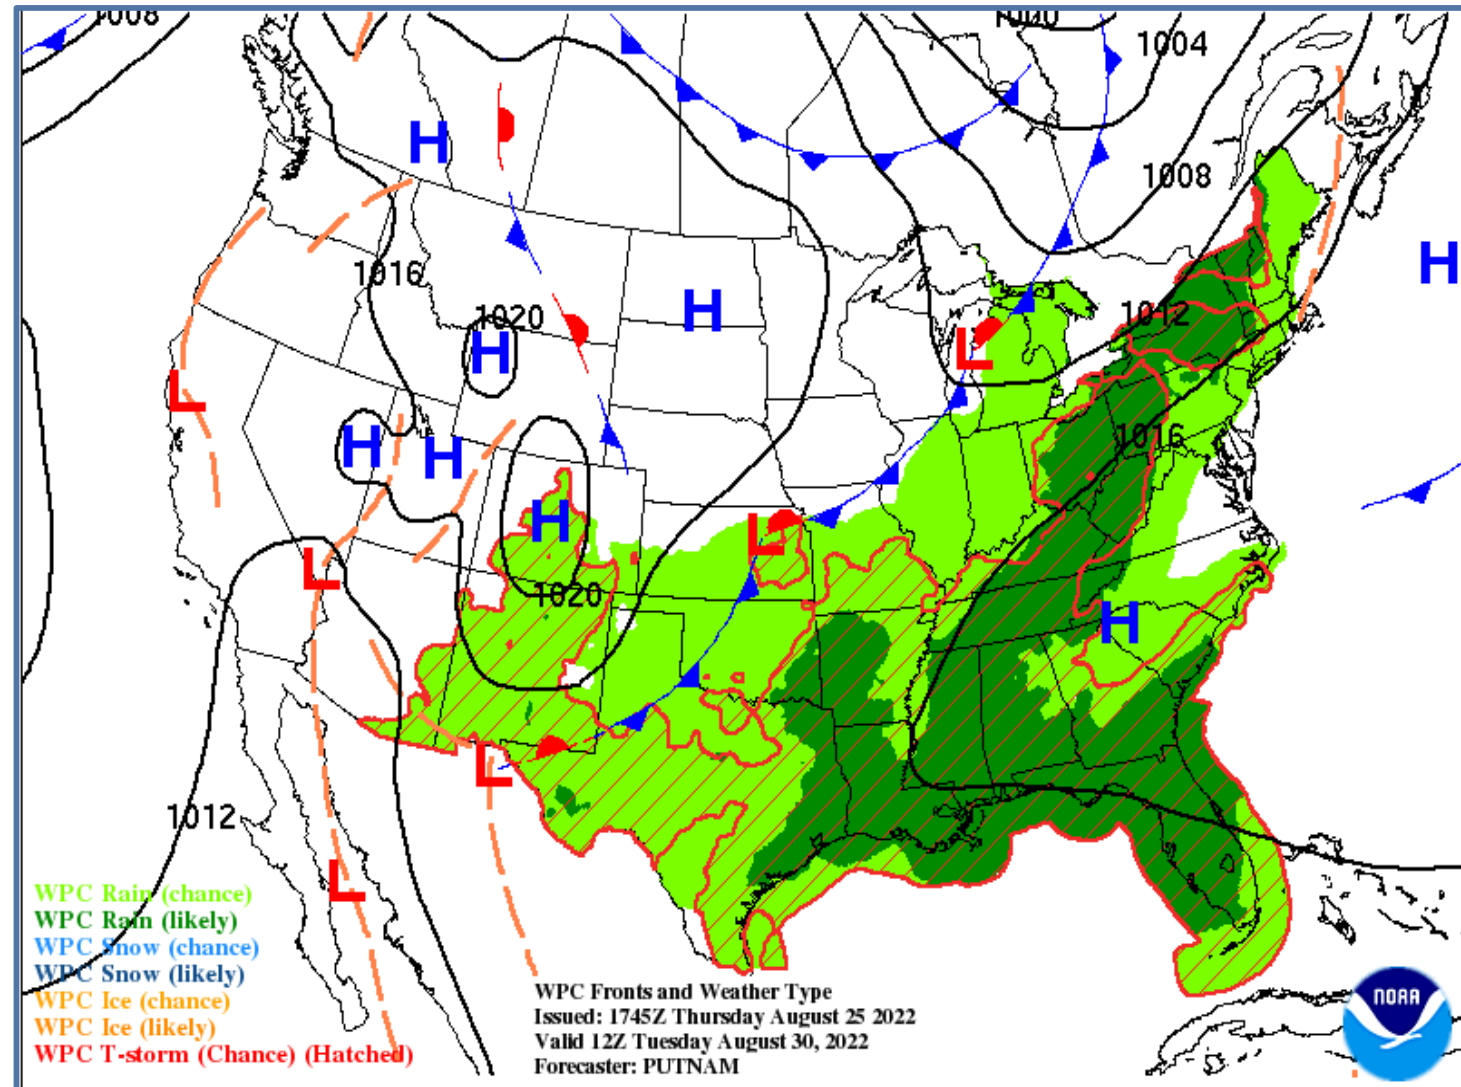 1008
1000
1004
1008
H
H
1016
1020
H
H
1012
L
L
H
H
1016
H
L
L
1020
H
L
1012
L
WPC Rain (chance)
WPC Rain (likely)
WPC Snow (chance)
WPC Snow (likely)
WPC Ice (chance)
WPC Ice (likely)
WPC T-storm (Chance) (Hatched)
WPC Fronts and Weather Type
Issued: 1745Z Thursday August 25 2022
Valid 12Z Tuesday August 30, 2022
Forecaster: PUTNAM
NOAA